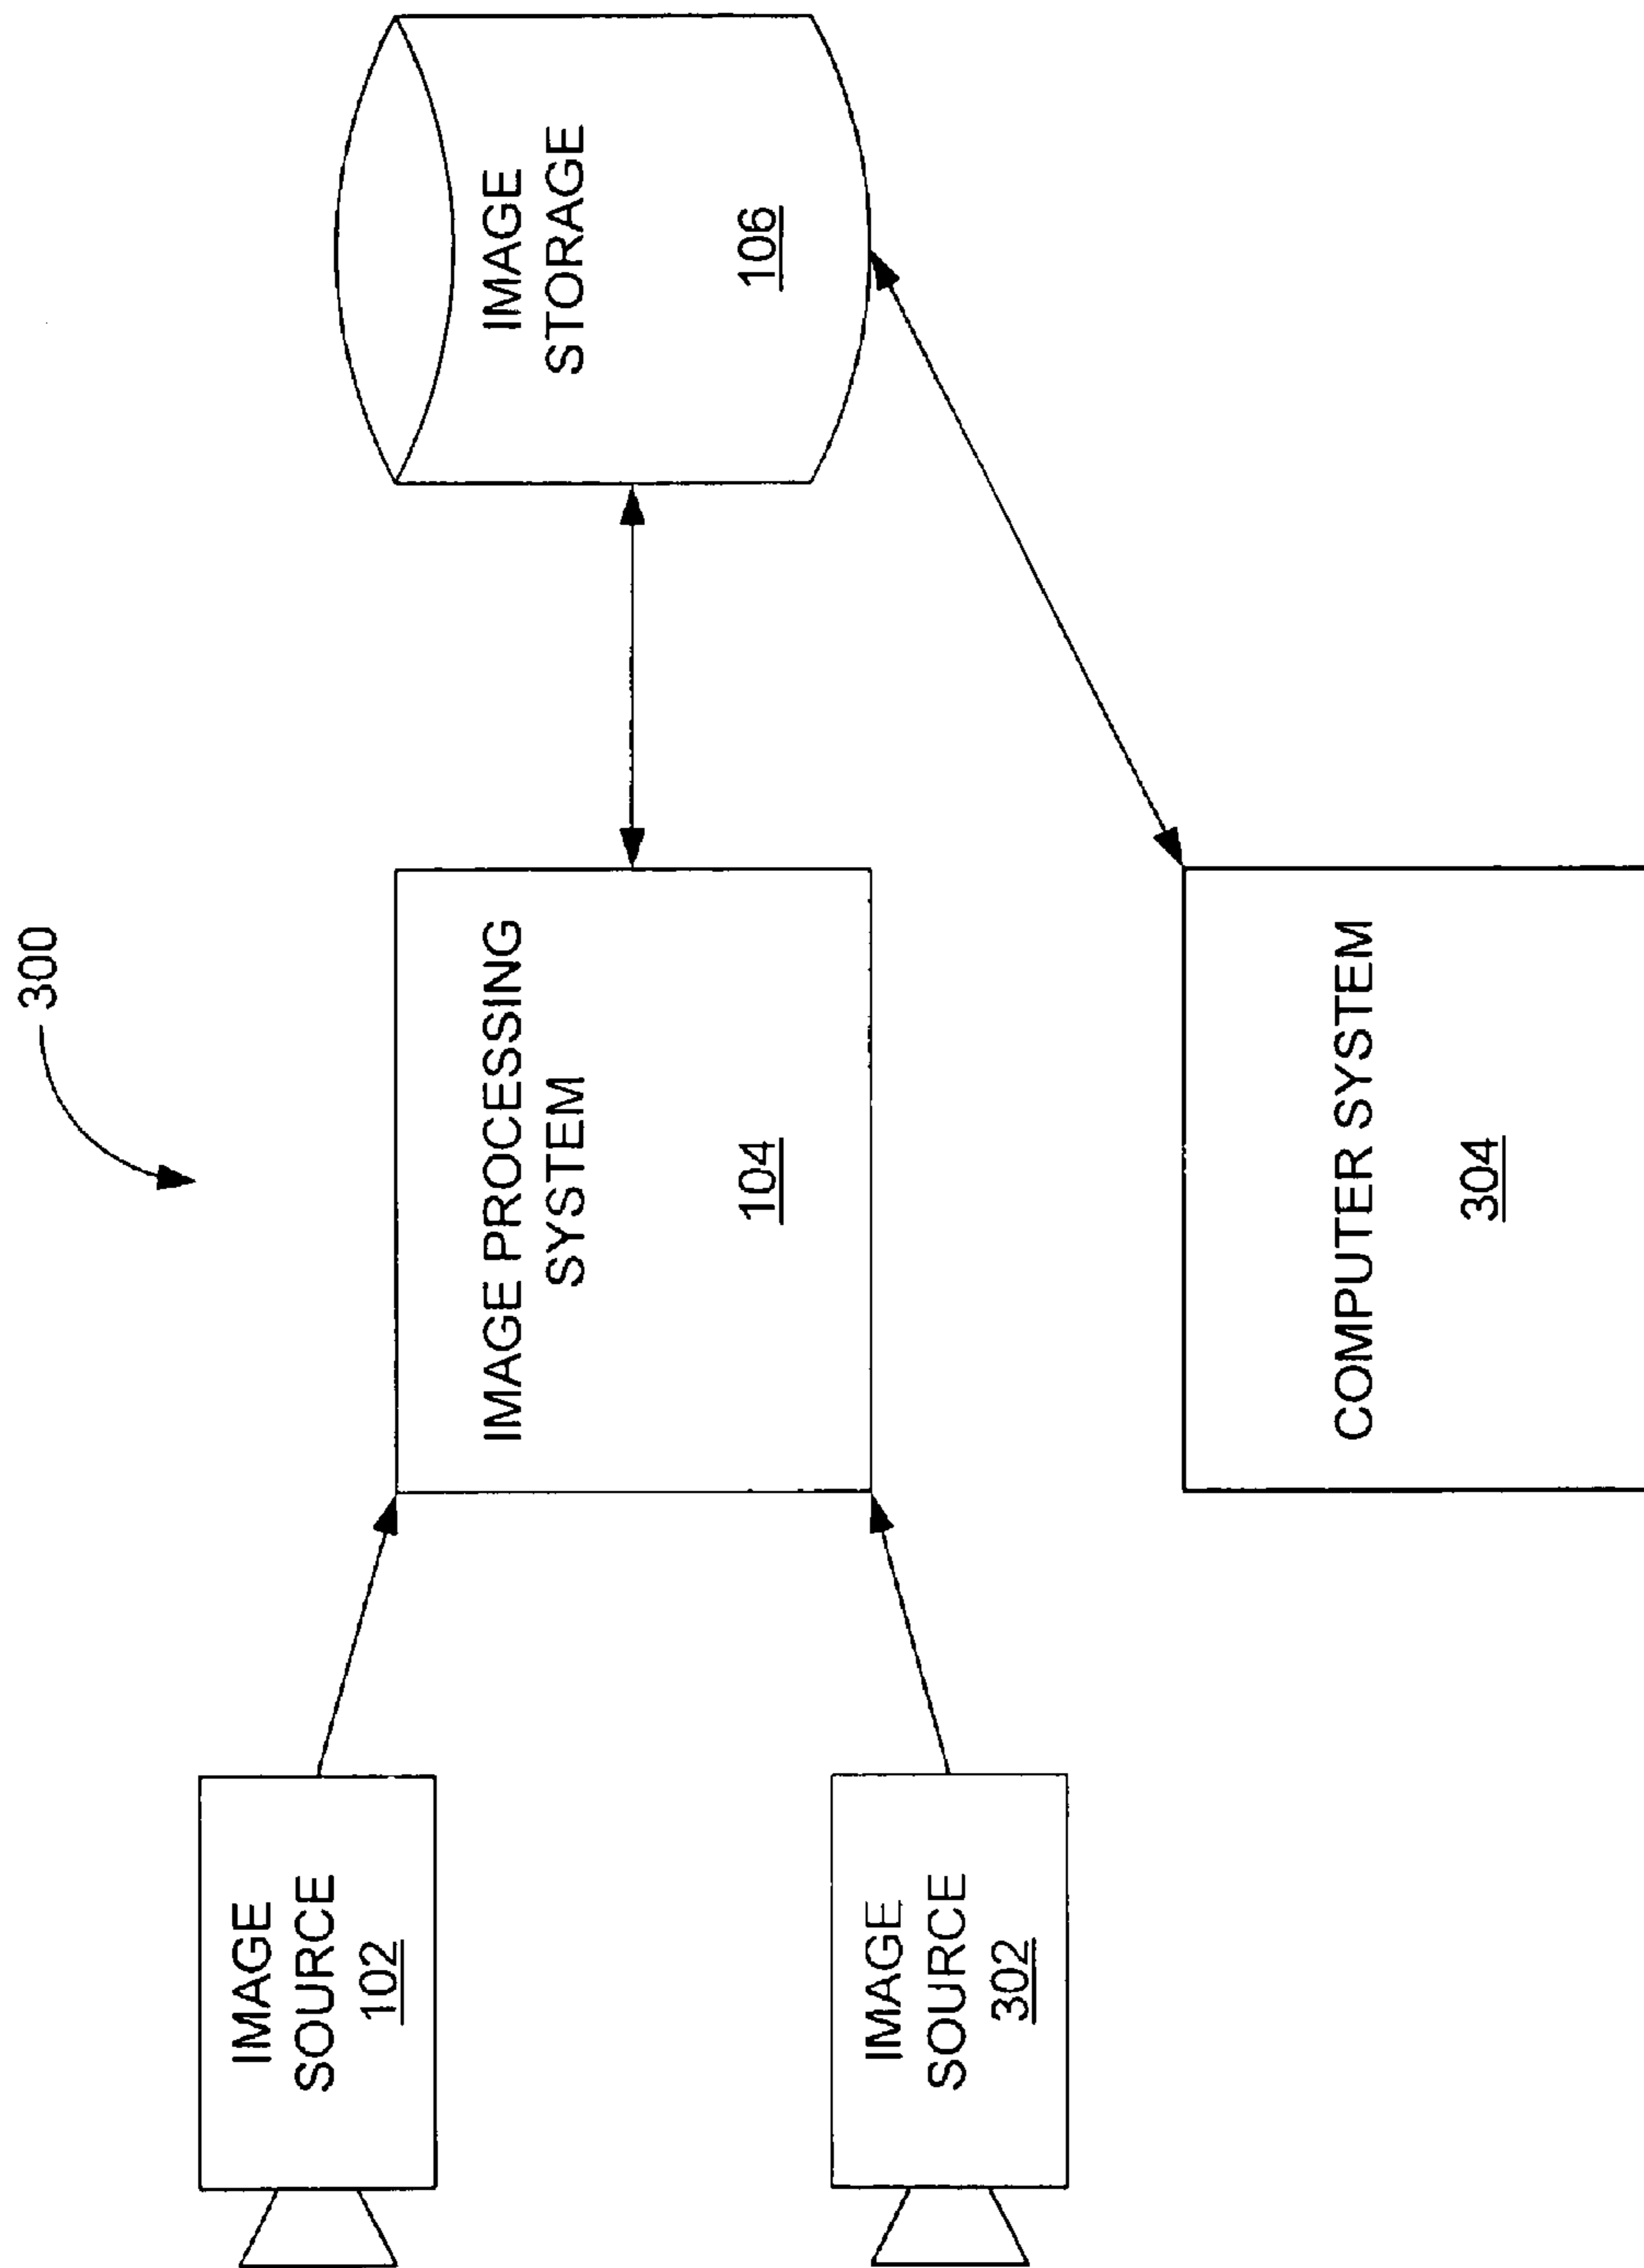 300
IMAGE
SOURCE
102
IMAGE PROCESSING
SYSTEM
104
IMAGE
STORAGE
106
IMAGE
SOURCE
302
COMPUTER SYSTEM
304